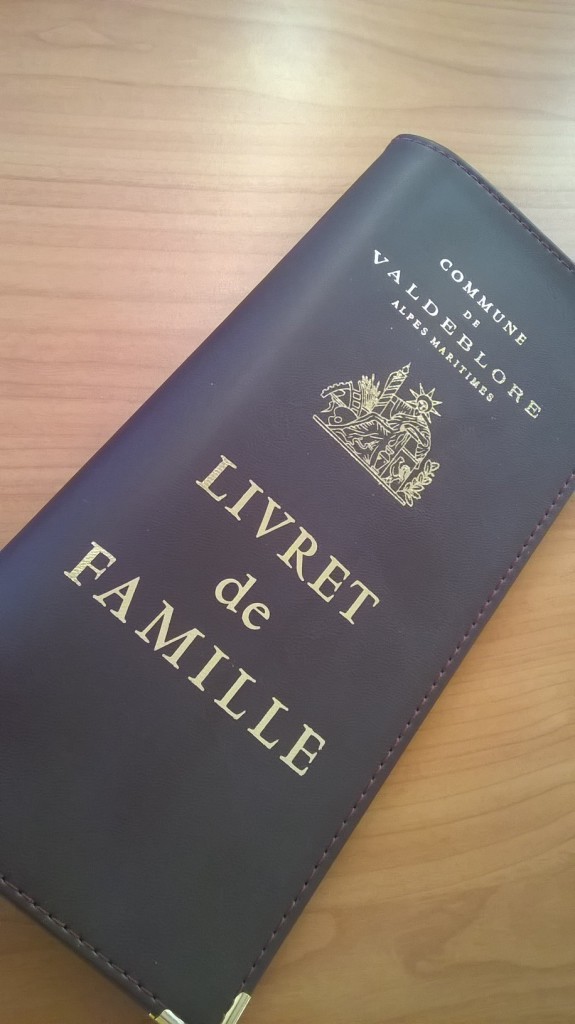 COMMUNE
DE
VALDEBLORE
ALPES MARITIMES
LIVRET
de
FAMILLE